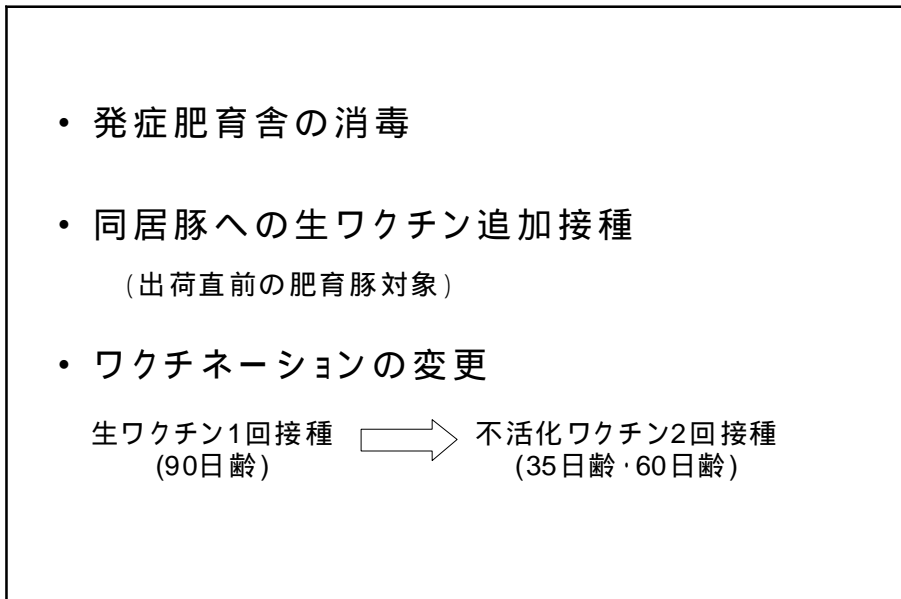 • 発症肥育舎の消毒
• 同居豚への生ワクチン追加接種
(出荷直前の肥育豚対象)
• ワクチネーションの変更
生ワクチン1回接種 不活化ワクチン2回接種
(90日齢) (35日齢・60日齢)